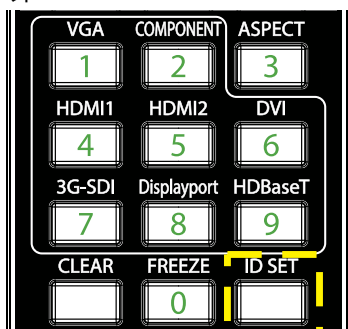 VGA COMPONENT ASPECT
1 2 3
HDMI1 HDMI2 DVI
4 5 6
3G-SDI Displayport HDBaseT
7 8 9
CLEAR FREEZE ID SET
0